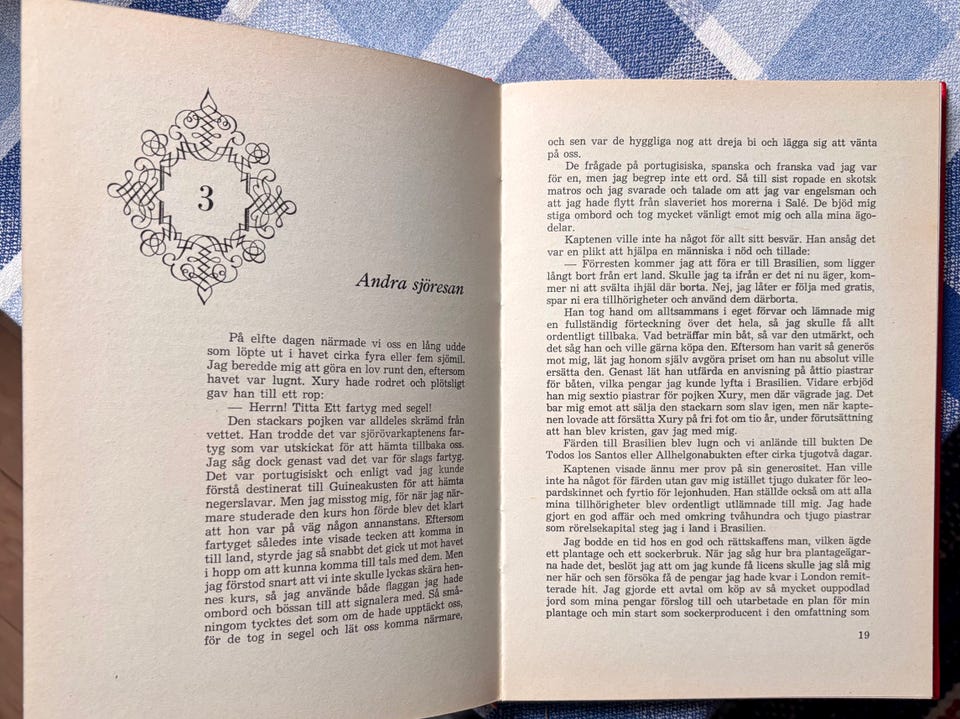 3
Andra sjöresan
På elfte dagen närmade vi oss en lång udde
som löpte ut i havet cirka fyra eller fem sjömil.
Jag beredde mig att göra en lov runt den, eftersom
havet var lugnt. Xury hade rodret och plötsligt
gav han till ett rop:
— Herrn! Titta Ett fartyg med segel!
Den stackars pojken var alldeles skrämd från
vettet. Han trodde det var sjörövarkaptenens far-
tyg som var utskickat för att hämta tillbaka oss.
Jag såg dock genast vad det var för slags fartyg.
Det var portugisiskt och enligt vad jag kunde
förstå destinerat till Guineakusten för att hämta
negerslavar. Men jag misstog mig, för när jag när-
mare studerade den kurs hon förde blev det klart
att hon var på väg någon annanstans. Eftersom
fartyget således inte visade tecken att komma in
till land, styrde jag så snabbt det gick ut mot havet
i hopp om att kunna komma till tals med dem. Men
jag förstod snart att vi inte skulle lyckas skära hen-
nes kurs, så jag använde både flaggan jag hade
ombord och bössan till att signalera med. Så små-
ningom tycktes det som om de hade upptäckt oss,
för de tog in segel och lät oss komma närmare,
och sen var de hyggliga nog att dreja bi och lägga sig att vänta
på oss.
De frågade på portugisiska, spanska och franska vad jag var
för en, men jag begrep inte ett ord. Så till sist ropade en skotsk
matros och jag svarade och talade om att jag var engelsman och
att jag hade flytt från slaveriet hos morerna i Salé. De bjöd mig
stiga ombord och tog mycket vänligt emot mig och alla mina ägo-
delar.
Kaptenen ville inte ha något för allt sitt besvär. Han ansåg det
var en plikt att hjälpa en människa i nöd och tillade:
— Förresten kommer jag att föra er till Brasilien, som ligger
långt bort från ert land. Skulle jag ta ifrån er det ni nu äger, kom-
mer ni att svälta ihjäl där borta. Nej, jag låter er följa med gratis,
spar ni era tillhörigheter och använd dem därborta.
Han tog hand om alltsammans i eget förvar och lämnade mig
en fullständig förteckning över det hela, så jag skulle få allt
ordentligt tillbaka. Vad beträffar min båt, så var den utmärkt, och
det såg han och ville gärna köpa den. Eftersom han varit så generös
mot mig, lät jag honom själv avgöra priset om han nu absolut ville
ersätta den. Genast lät han utfärda en anvisning på åttio piastrar
för båten, vilka pengar jag kunde lyfta i Brasilien. Vidare erbjöd
han mig sextio piastrar för pojken Xury, men där vägrade jag. Det
bar mig emot att sälja den stackarn som slav igen, men när kapte-
nen lovade att försätta Xury på fri fot om tio år, under förutsättning
att han blev kristen, gav jag med mig.
Färden till Brasilien blev lugn och vi anlände till bukten De
Todos los Santos eller Allhelgonabukten efter cirka tjugotvå dagar.
Kaptenen visade ännu mer prov på sin generositet. Han ville
inte ha något för färden utan gav mig istället tjugo dukater för leo-
pardskinnet och fyrtio för lejonhuden. Han ställde också om att alla
mina tillhörigheter blev ordentligt utlämnade till mig. Jag hade
gjort en god affär och med omkring tvåhundra och tjugo piastrar
som rörelsekapital steg jag i land i Brasilien.
Jag bodde en tid hos en god och rättskaffens man, vilken ägde
ett plantage och ett sockerbruk. När jag såg hur bra plantageägar-
na hade det, beslöt jag att om jag kunde få licens skulle jag slå mig
ner här och sen försöka få de pengar jag hade kvar i London remit-
terade hit. Jag gjorde ett avtal om köp av så mycket ouppodlad
jord som mina pengar förslog till och utarbetade en plan för min
plantage och min start som sockerproducent i den omfattning som
19